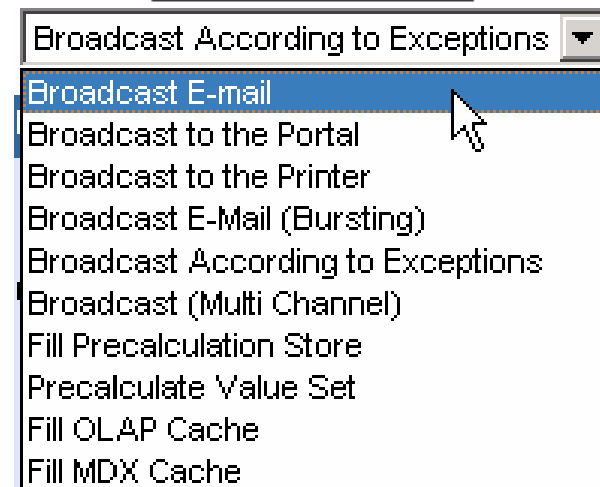 Broadcast According to Exceptions
Broadcast E-mail
Broadcast to the Portal
Broadcast to the Printer
Broadcast E-Mail (Bursting)
Broadcast According to Exceptions
Broadcast (Multi Channel)
Fill Precalculation Store
Precalculate Value Set
Fill OLAP Cache
Fill MDX Cache